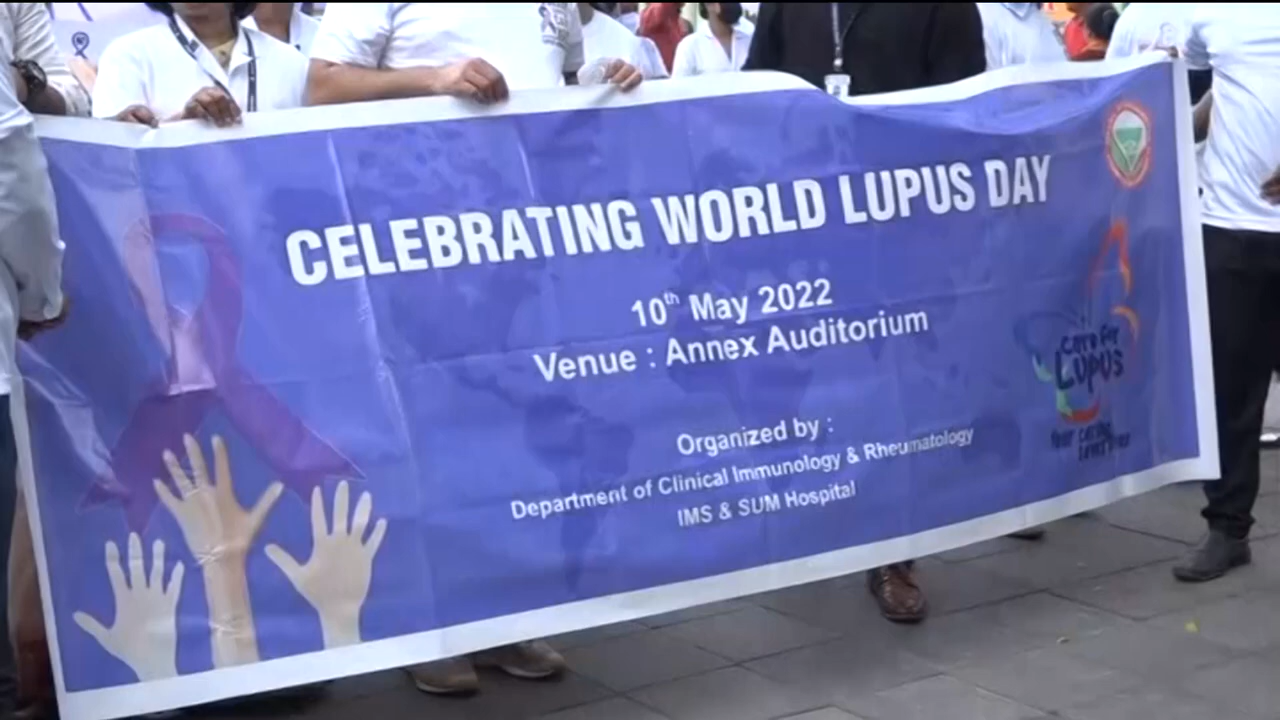 CELEBRATING WORLD LUPUS DAY
10th May 2022
Venue : Annex Auditorium
Organized by :
Department of Clinical Immunology & Rheumatology
IMS & SUM Hospital
Care for
Lupus